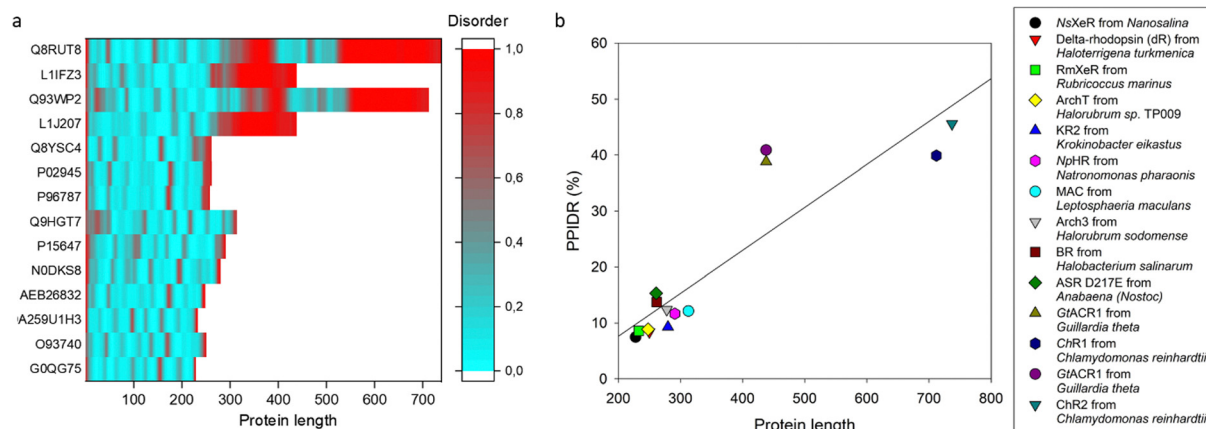 a
Disorder
Q8RUT8
L1IFZ3
Q93WP2
L1J207
Q8YSC4
P02945
P96787
Q9HGT7
P15647
N0DKS8
AEB26832
0A259U1H3
O93740
G0QG75
100 200 300 400 500 600 700
Protein length
1,0
0,8
0,6
0,4
0,2
0,0
b
PPIDR (%)
60
50
40
30
20
10
0
200 300 400 500 600 700 800
Protein length
NsXeR from Nanosalina
Delta-rhodopsin (dR) from
Haloterrigena turkmenica
RmXeR from
Rubricoccus marinus
ArchT from
Halorubrum sp. TP009
KR2 from
Krokinobacter eikastus
NpHR from
Natronomonas pharaonis
MAC from
Leptosphaeria maculans
Arch3 from
Halorubrum sodomense
BR from
Halobacterium salinarum
ASR D217E from
Anabaena (Nostoc)
GtACR1 from
Guillardia theta
ChR1 from
Chlamydomonas reinhardtii
GtACR1 from
Guillardia theta
ChR2 from
Chlamydomonas reinhardtii